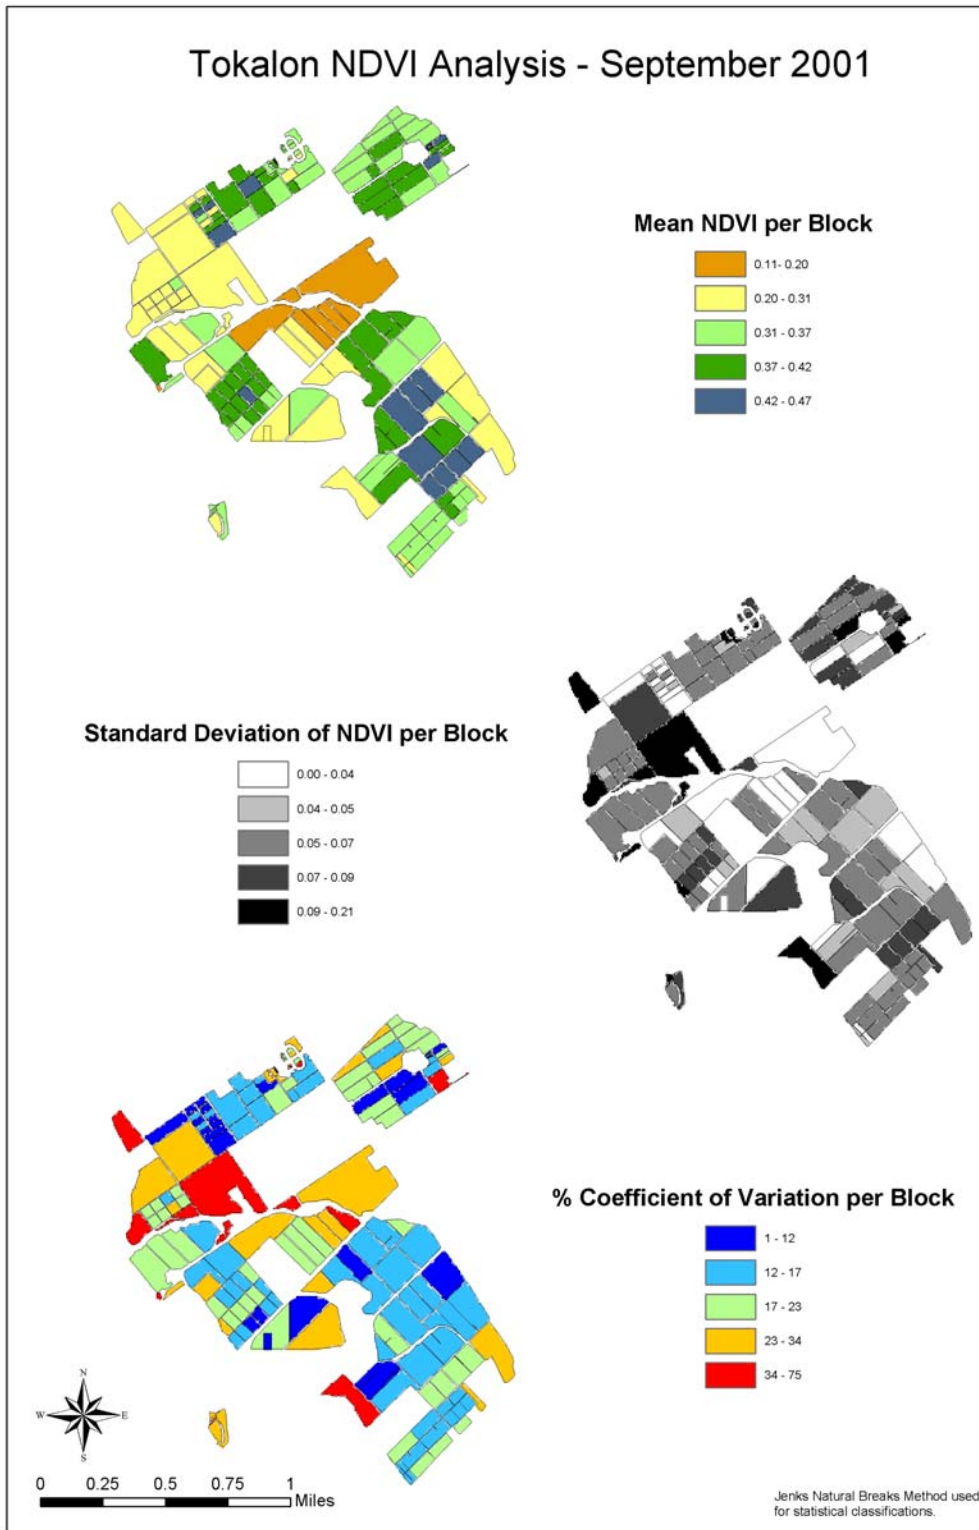 Tokalon NDVI Analysis - September 2001
Mean NDVI per Block
0.11- 0.20
0.20 - 0.31
0.31 - 0.37
0.37 - 0.42
0.42 - 0.47
Standard Deviation of NDVI per Block
0.00 - 0.04
0.04 - 0.05
0.05 - 0.07
0.07 - 0.09
0.09 - 0.21
% Coefficient of Variation per Block
1 - 12
12 - 17
17 - 23
23 - 34
34 - 75
N
W E
S
0 0.25 0.5 0.75 1
Miles
Jenks Natural Breaks Method used
for statistical classifications.